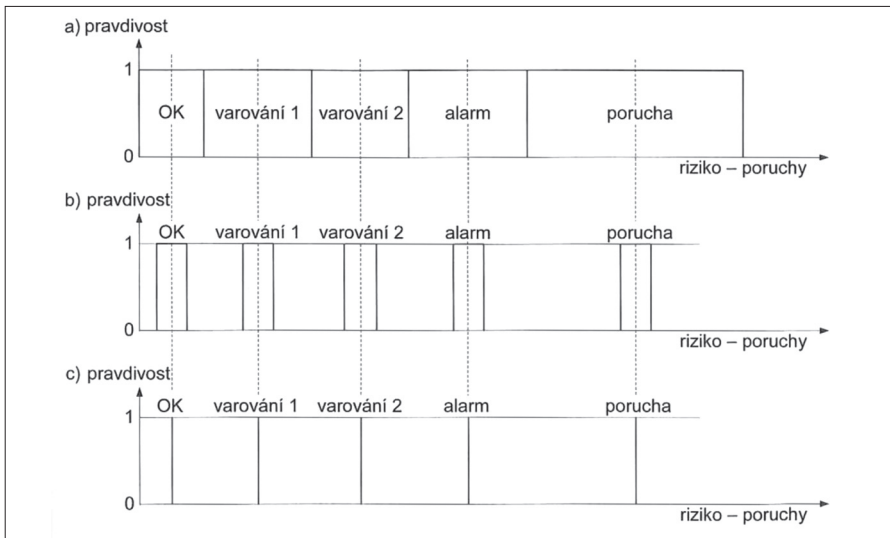 a) pravdivost
1
OK varování 1 varování 2 alarm porucha
0
riziko – poruchy
b) pravdivost
OK varování 1 varování 2 alarm porucha
1
0
riziko – poruchy
c) pravdivost
OK varování 1 varování 2 alarm porucha
1
0
riziko – poruchy